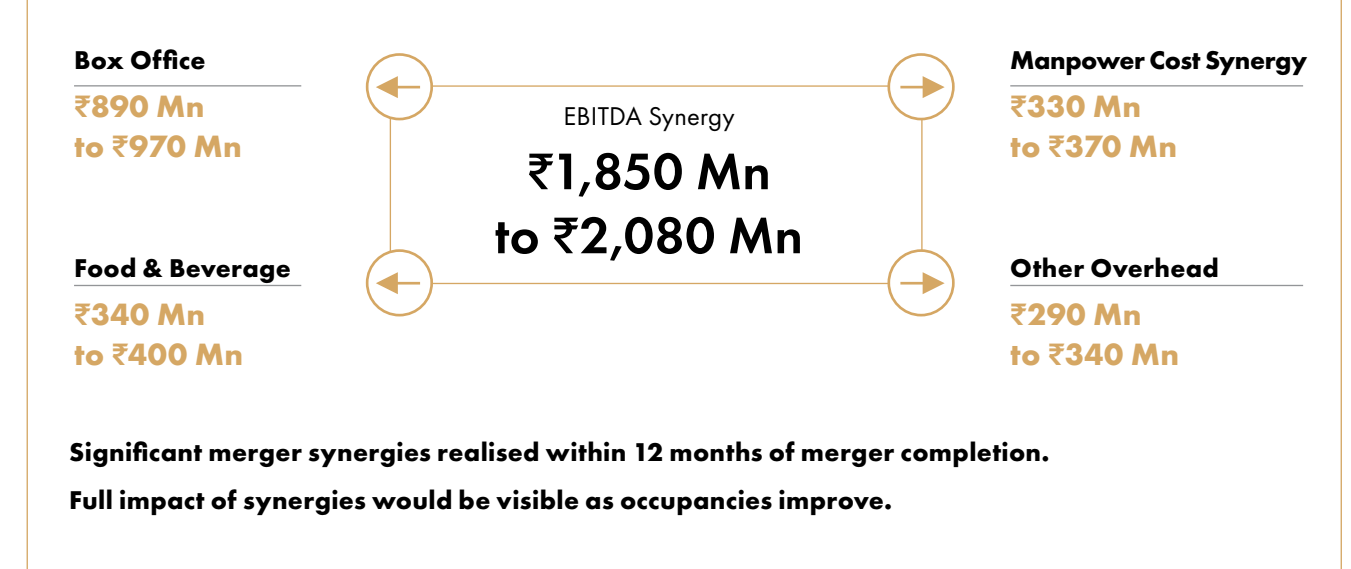 Box Office
₹890 Mn
to ₹970 Mn
Food & Beverage
₹340 Mn
to ₹400 Mn
EBITDA Synergy
₹1,850 Mn
to ₹2,080 Mn
Manpower Cost Synergy
₹330 Mn
to ₹370 Mn
Other Overhead
₹290 Mn
to ₹340 Mn
Significant merger synergies realised within 12 months of merger completion.
Full impact of synergies would be visible as occupancies improve.